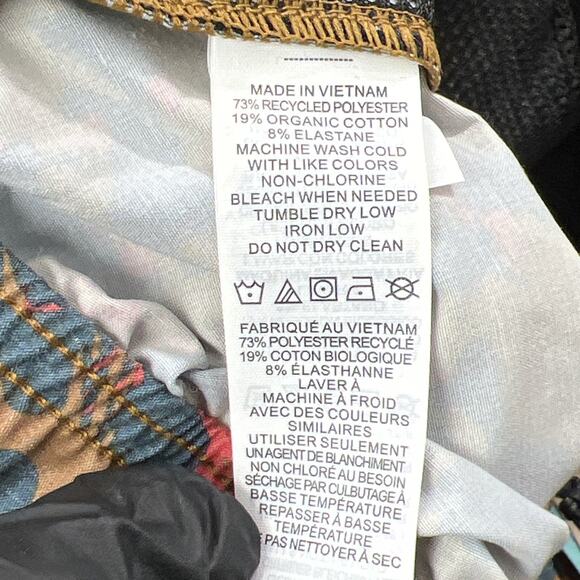 MADE IN VIETNAM
73% RECYCLED POLYESTER
19% ORGANIC COTTON
8% ELASTANE
MACHINE WASH COLD
WITH LIKE COLORS
NON-CHLORINE
BLEACH WHEN NEEDED
TUMBLE DRY LOW
IRON LOW
DO NOT DRY CLEAN
FABRIQUÉ AU VIETNAM
73% POLYESTER RECYCLÉ
19% COTON BIOLOGIQUE
8% ÉLASTHANNE
LAVER À
MACHINE À FROID
AVEC DES COULEURS
SIMILAIRES
UTILISER SEULEMENT
UN AGENT DE BLANCHIMENT
NON CHLORÉ AU BESOIN
SÉCHAGE PAR CULBUTAGE À
BASSE TEMPÉRATURE
REPASSER À BASSE
TEMPÉRATURE
PAS NETTOYER À SEC